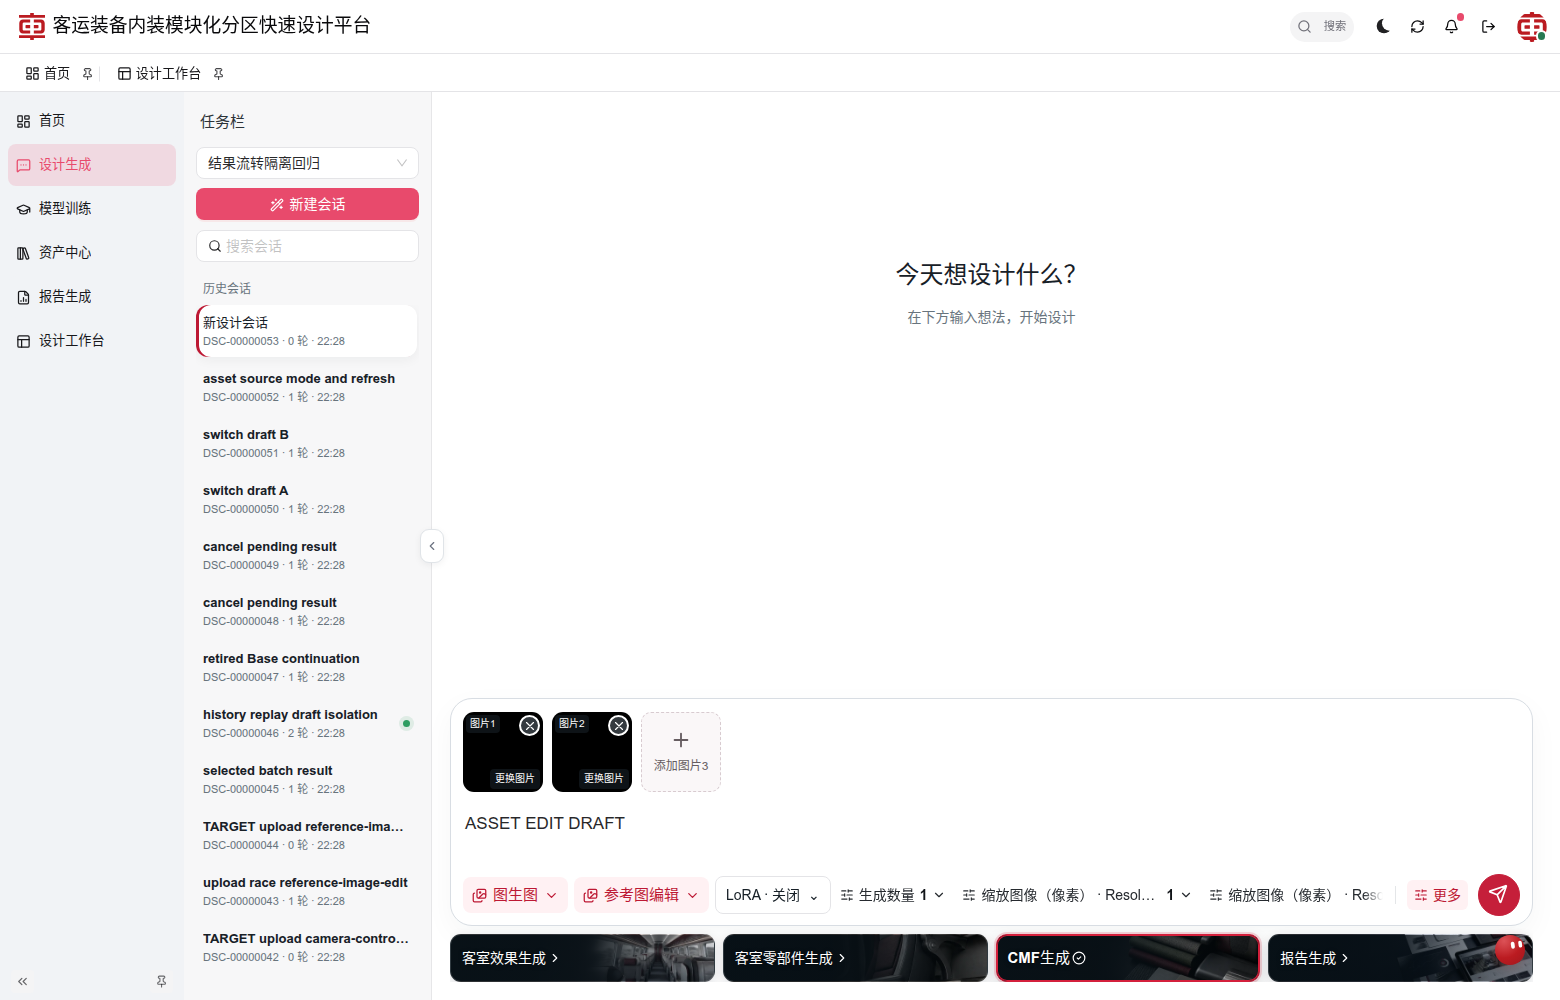 客运装备内装模块化分区快速设计平台
搜索
首页
设计工作台
首页
设计生成
模型训练
资产中心
报告生成
设计工作台
任务栏
结果流转隔离回归
新建会话
搜索会话
历史会话
新设计会话
DSC-00000053 · 0 轮 · 22:28
asset source mode and refresh
DSC-00000052 · 1 轮 · 22:28
switch draft B
DSC-00000051 · 1 轮 · 22:28
switch draft A
DSC-00000050 · 1 轮 · 22:28
cancel pending result
DSC-00000049 · 1 轮 · 22:28
cancel pending result
DSC-00000048 · 1 轮 · 22:28
retired Base continuation
DSC-00000047 · 1 轮 · 22:28
history replay draft isolation
DSC-00000046 · 2 轮 · 22:28
selected batch result
DSC-00000045 · 1 轮 · 22:28
TARGET upload reference-ima…
DSC-00000044 · 0 轮 · 22:28
upload race reference-image-edit
DSC-00000043 · 1 轮 · 22:28
TARGET upload camera-contro…
DSC-00000042 · 0 轮 · 22:28
今天想设计什么？
在下方输入想法，开始设计
图片1
更换图片
图片2
更换图片
添加图片3
ASSET EDIT DRAFT
图生图
参考图编辑
LoRA · 关闭
生成数量 1
缩放图像（像素） · Resol… 1
缩放图像（像素） · Reso
更多
客室效果生成
客室零部件生成
CMF生成
报告生成